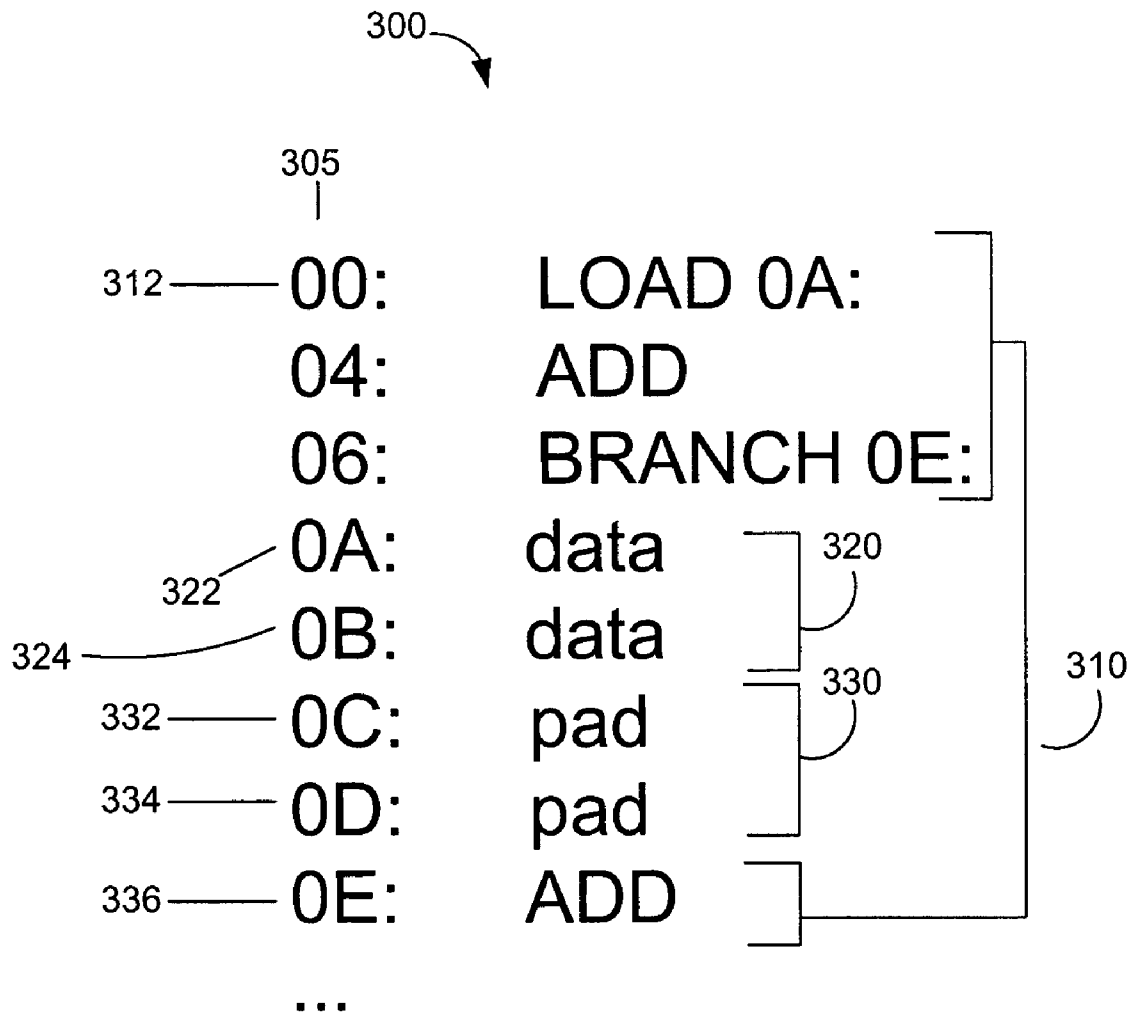 300
305
312 00: LOAD 0A:
04: ADD
06: BRANCH 0E:
322 0A: data 320
324 0B: data
310
332 0C: pad 330
334 0D: pad
336 0E: ADD
...